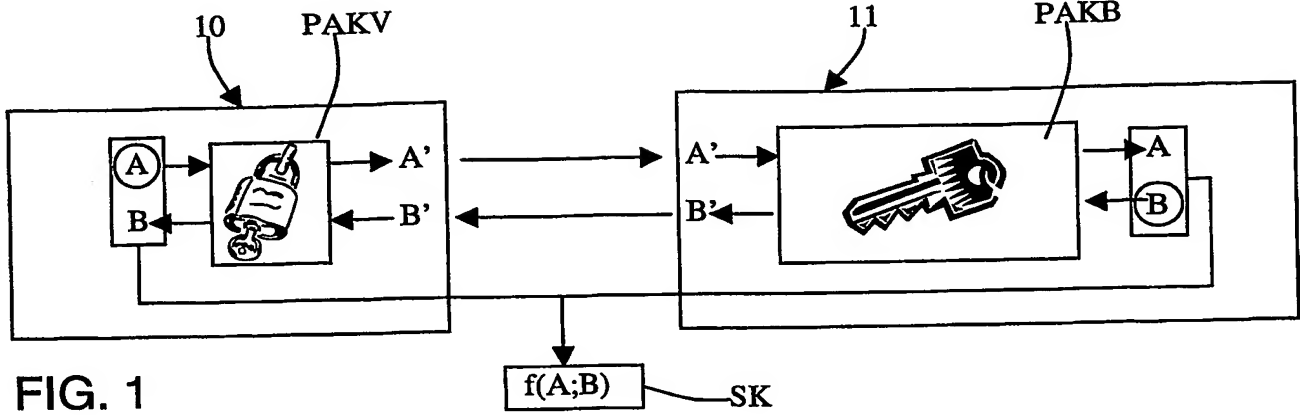 10 PAKV 11 PAKB
A A' A' A
B B' B' B
f(A;B) SK
FIG. 1